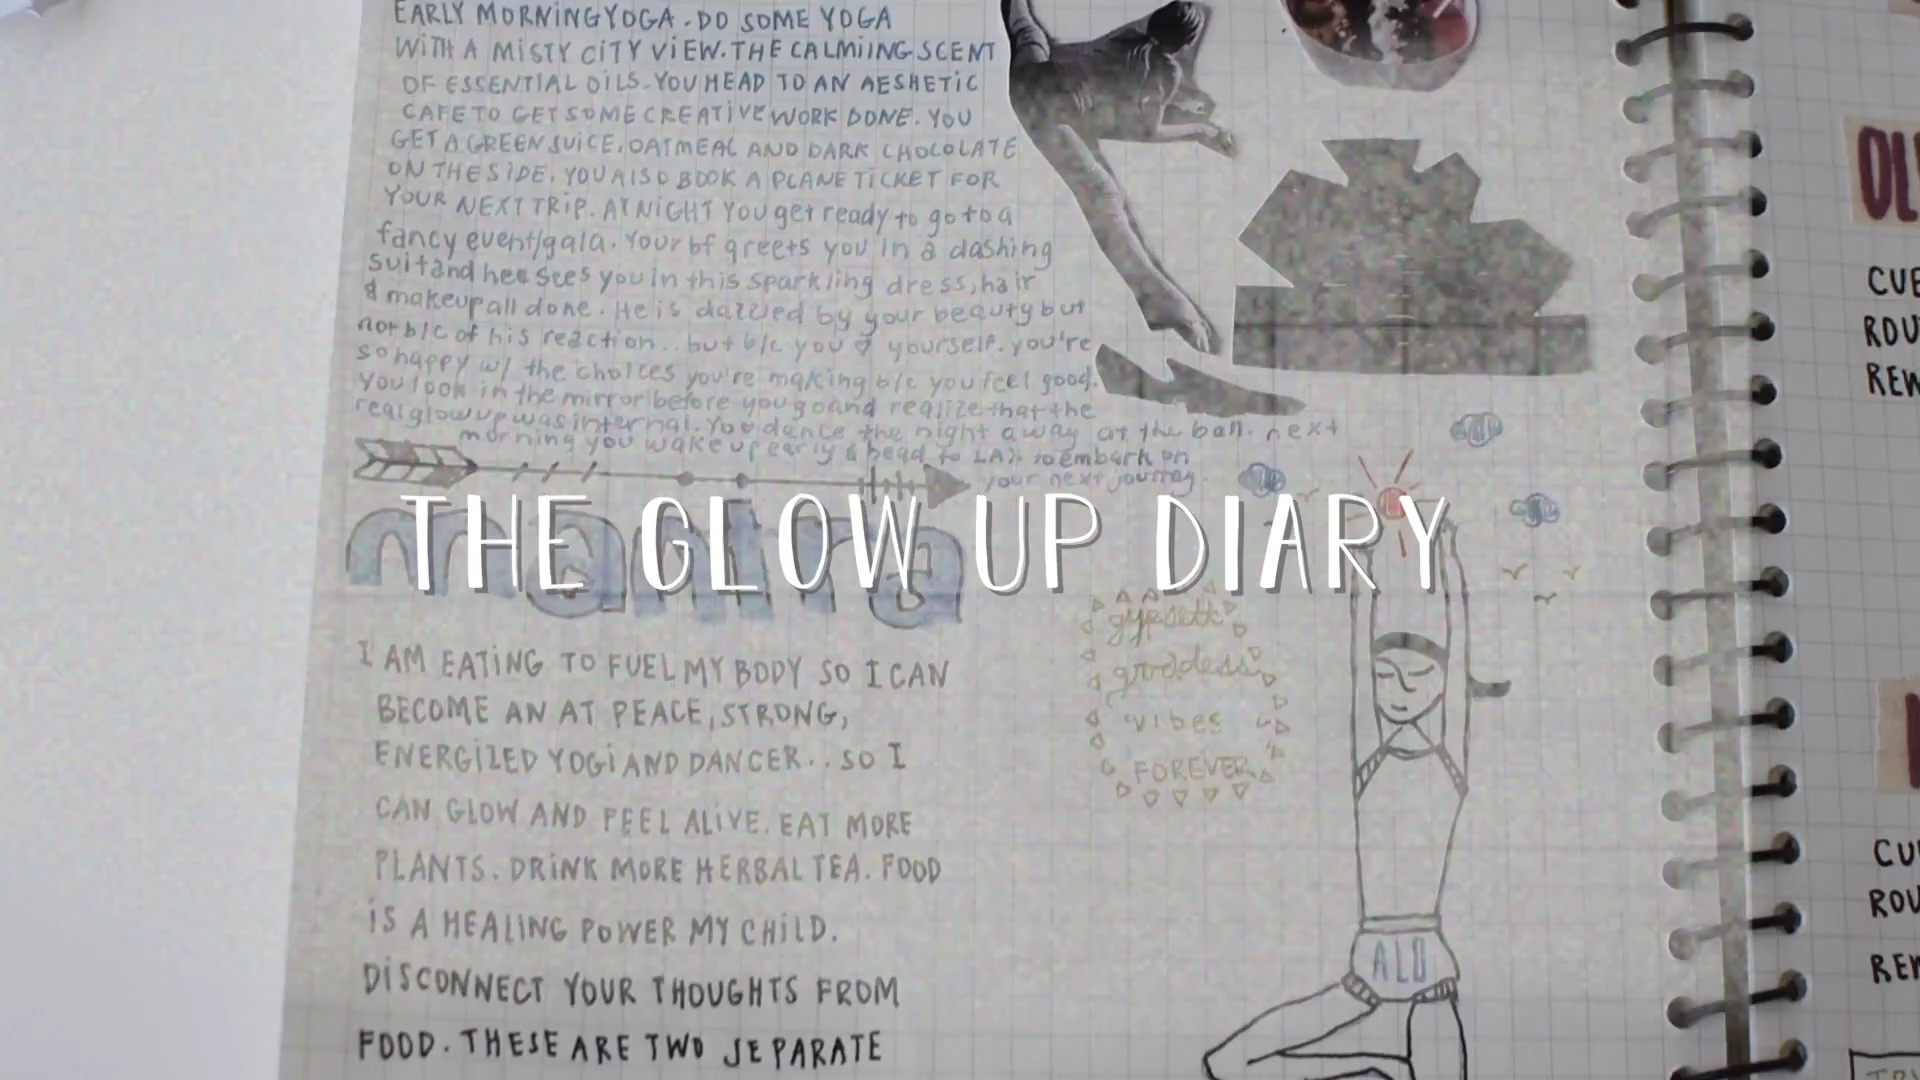 EARLY MORNING YOGA. DO SOME YOGA
WITH A MISTY CITY VIEW. THE CALMIING SCENT
OF ESSENTIAL OILS. YOU HEAD TO AN AESHETIC
CAFE TO GET SOME CREATIVE WORK DONE. YOU
GET A GREEN JUICE, OATMEAL AND DARK CHOCOLATE
ON THE SIDE. YOU ALSO BOOK A PLANE TICKET FOR
YOUR NEXT TRIP. AT NIGHT YOU get ready to go to a
fancy event/gala. Your bf greets you in a dashing
suit and hee sees you in this sparkling dress, hair
& makeup all done. He is dazzled by your beauty but
not b/c of his reaction.. but b/c you ♡ yourself. you're
so happy w/ the choices you're making b/c you feel good.
You look in the mirror before you go and realize that the
real glow up was internal. You dance the night away at the ball. next
morning you wake up early & head to LAX to embark on
your next journey.
THE GLOW UP DIARY
mantra
I AM EATING TO FUEL MY BODY SO I CAN
BECOME AN AT PEACE, STRONG,
ENERGIZED YOGI AND DANCER.. SO I
CAN GLOW AND FEEL ALIVE. EAT MORE
PLANTS. DRINK MORE HERBAL TEA. FOOD
IS A HEALING POWER MY CHILD.
DISCONNECT YOUR THOUGHTS FROM
FOOD. THESE ARE TWO SEPARATE
gypsett
goddess
vibes
FOREVER
ALO
OL
CUE
ROU
REW
CU
ROU
REW